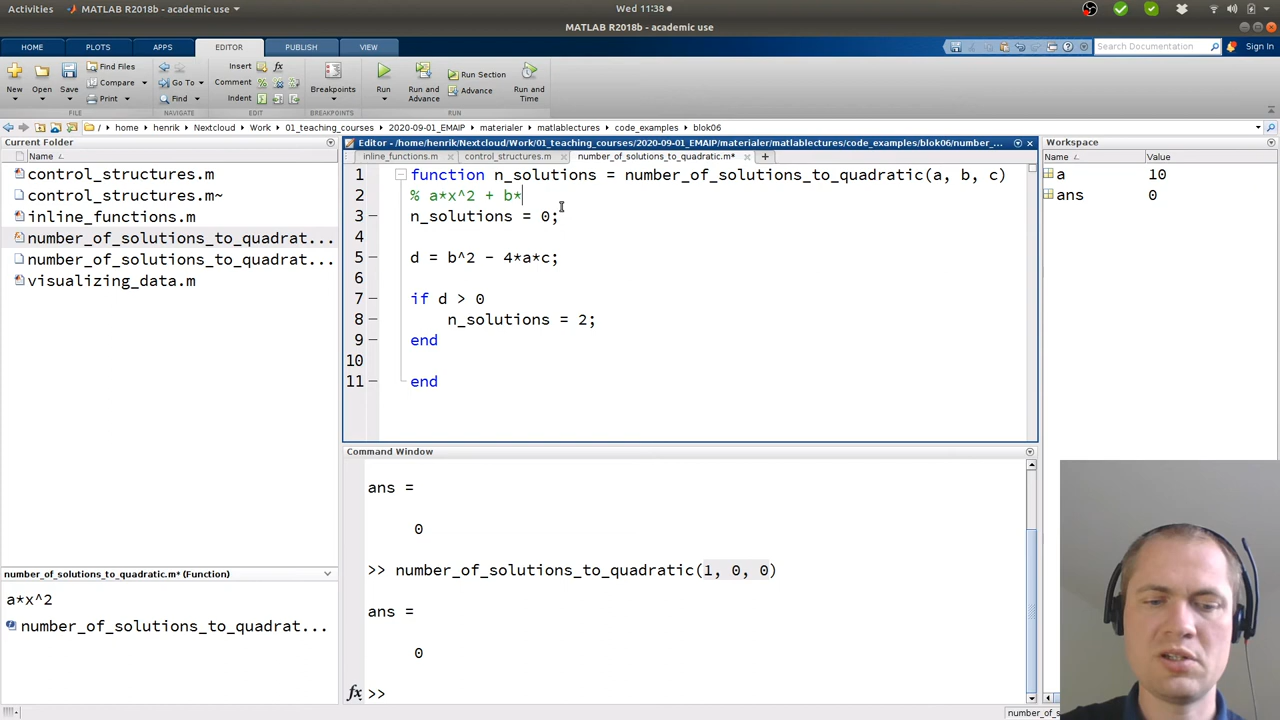 Activities
MATLAB R2018b - academic use
Wed 11:38
MATLAB R2018b - academic use
HOME PLOTS APPS EDITOR PUBLISH VIEW
Search Documentation
Sign In
New
Open
Save
Find Files
Compare
Print
FILE
Go To
Find
NAVIGATE
Insert fx
Comment
Indent
EDIT
Breakpoints
BREAKPOINTS
Run
Run and Advance
Run Section
Advance
Run and Time
RUN
/ home henrik Nextcloud Work 01_teaching_courses 2020-09-01_EMAIP materialer matlablectures code_examples blok06
Current Folder
Name
control_structures.m
control_structures.m~
inline_functions.m
number_of_solutions_to_quadrat...
number_of_solutions_to_quadrat...
visualizing_data.m
number_of_solutions_to_quadratic.m* (Function)
a*x^2
number_of_solutions_to_quadrat...
Editor - /home/henrik/Nextcloud/Work/01_teaching_courses/2020-09-01_EMAIP/materialer/matlablectures/code_examples/blok06/number_...
inline_functions.m control_structures.m number_of_solutions_to_quadratic.m*
1 function n_solutions = number_of_solutions_to_quadratic(a, b, c)
2 % a*x^2 + b*
3 n_solutions = 0;
4
5 d = b^2 - 4*a*c;
6
7 if d > 0
8 n_solutions = 2;
9 end
10
11 end
Command Window
ans =
0
>> number_of_solutions_to_quadratic(1, 0, 0)
ans =
0
fx >>
Workspace
Name Value
a 10
ans 0